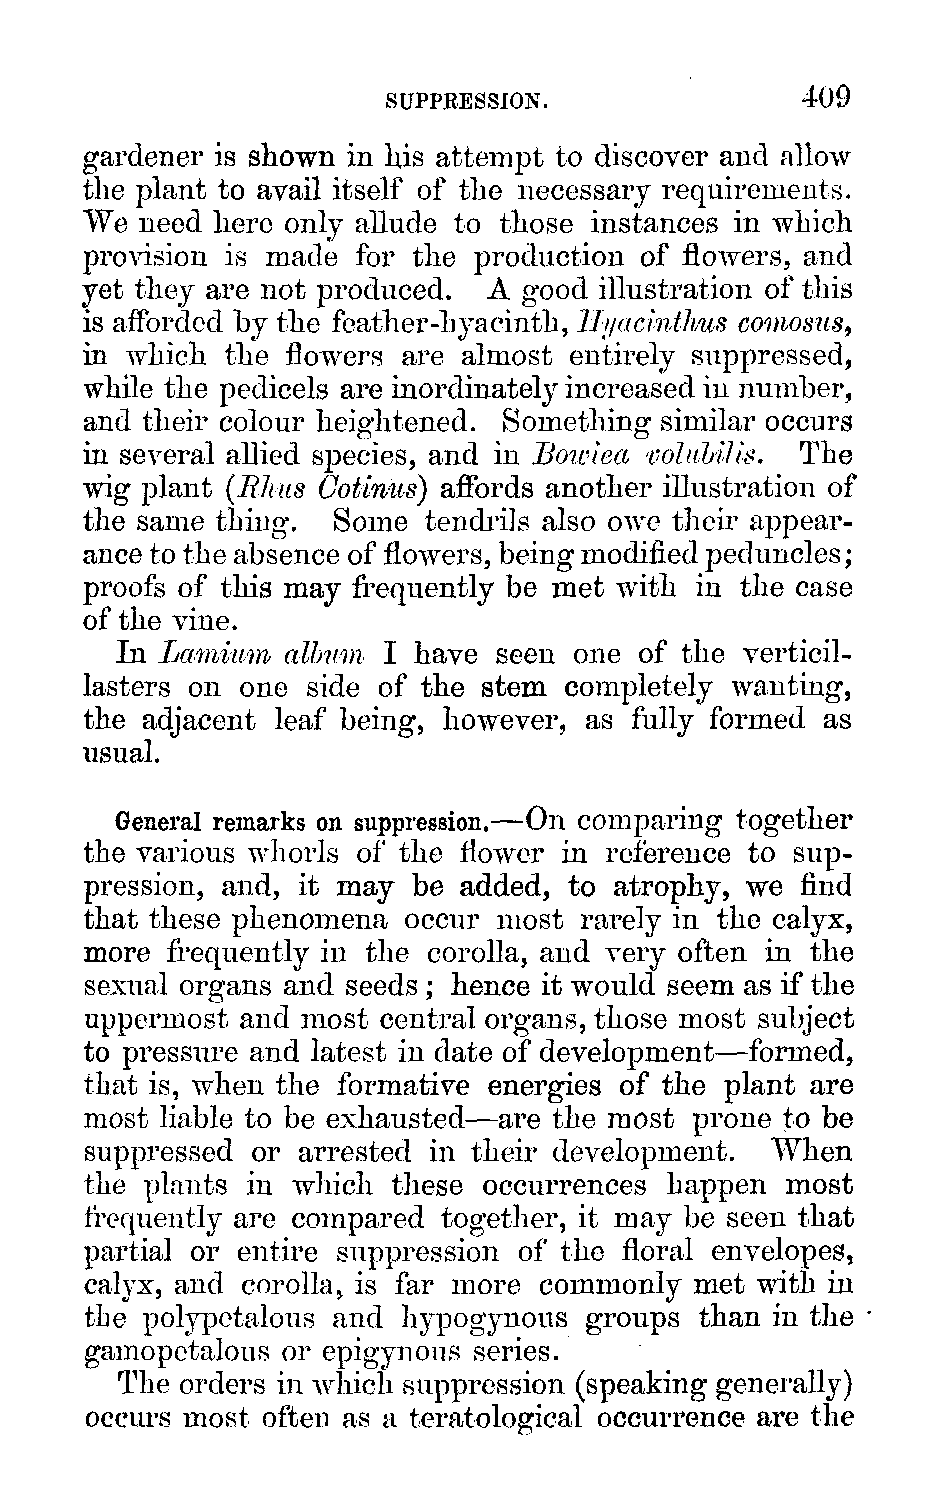 SUPPRESSION. 409
gardener is shown in his attempt to discover and allow
the plant to avail itself of the necessary requirements.
We need here only allude to those instances in which
provision is made for the production of flowers, and
yet they are not produced. A good illustration of this
is afforded by the feather-hyacinth, Hyacinthus comosus,
in which the flowers are almost entirely suppressed,
while the pedicels are inordinately increased in number,
and their colour heightened. Something similar occurs
in several allied species, and in Bowiea volubilis. The
wig plant (Rhus Cotinus) affords another illustration of
the same thing. Some tendrils also owe their appear-
ance to the absence of flowers, being modified peduncles;
proofs of this may frequently be met with in the case
of the vine.
In Lamium album I have seen one of the verticil-
lasters on one side of the stem completely wanting,
the adjacent leaf being, however, as fully formed as
usual.
General remarks on suppression.—On comparing together
the various whorls of the flower in reference to sup-
pression, and, it may be added, to atrophy, we find
that these phenomena occur most rarely in the calyx,
more frequently in the corolla, and very often in the
sexual organs and seeds; hence it would seem as if the
uppermost and most central organs, those most subject
to pressure and latest in date of development—formed,
that is, when the formative energies of the plant are
most liable to be exhausted—are the most prone to be
suppressed or arrested in their development. When
the plants in which these occurrences happen most
frequently are compared together, it may be seen that
partial or entire suppression of the floral envelopes,
calyx, and corolla, is far more commonly met with in
the polypetalous and hypogynous groups than in the
gamopetalous or epigynous series.
The orders in which suppression (speaking generally)
occurs most often as a teratological occurrence are the